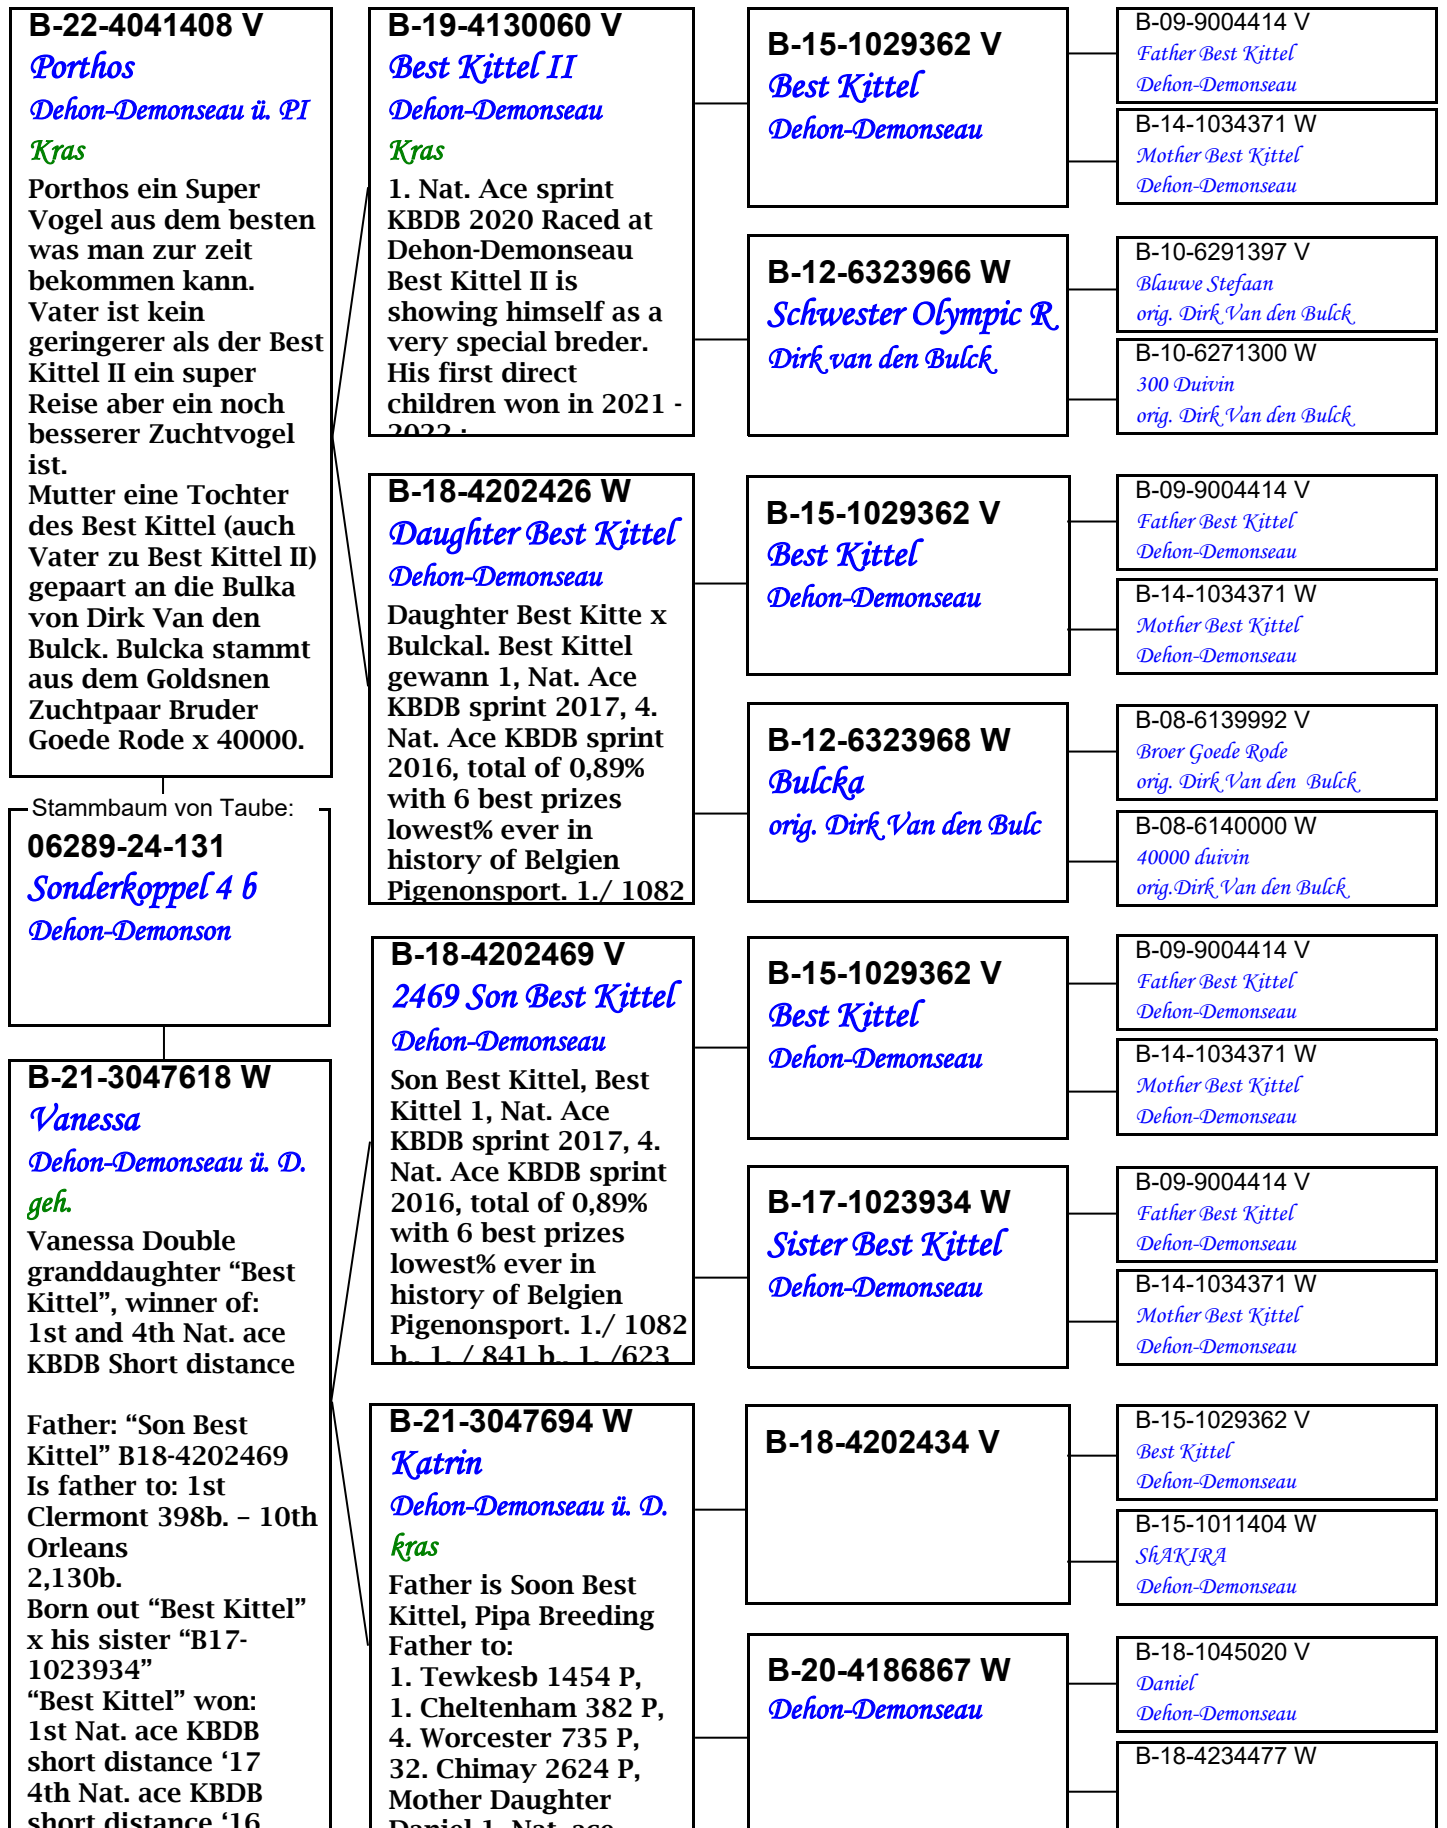 B-22-4041408 V
Porthos
Dehon-Demonseau ü. PI
Kras
Porthos ein Super
Vogel aus dem besten
was man zur zeit
bekommen kann.
Vater ist kein
geringerer als der Best
Kittel II ein super
Reise aber ein noch
besserer Zuchtvogel
ist.
Mutter eine Tochter
des Best Kittel (auch
Vater zu Best Kittel II)
gepaart an die Bulka
von Dirk Van den
Bulck. Bulcka stammt
aus dem Goldsnen
Zuchtpaar Bruder
Goede Rode x 40000.
Stammbaum von Taube:
06289-24-131
Sonderkoppel 4 b
Dehon-Demonson
B-21-3047618 W
Vanessa
Dehon-Demonseau ü. D.
geh.
Vanessa Double
granddaughter “Best
Kittel”, winner of:
1st and 4th Nat. ace
KBDB Short distance
Father: “Son Best
Kittel” B18-4202469
Is father to: 1st
Clermont 398b. – 10th
Orleans
2,130b.
Born out “Best Kittel”
x his sister “B17-
1023934”
“Best Kittel” won:
1st Nat. ace KBDB
short distance ‘17
4th Nat. ace KBDB
short distance ‘16
B-19-4130060 V
Best Kittel II
Dehon-Demonseau
Kras
1. Nat. Ace sprint
KBDB 2020 Raced at
Dehon-Demonseau
Best Kittel II is
showing himself as a
very special breder.
His first direct
children won in 2021 -
2022 :
B-18-4202426 W
Daughter Best Kittel
Dehon-Demonseau
Daughter Best Kitte x
Bulckal. Best Kittel
gewann 1, Nat. Ace
KBDB sprint 2017, 4.
Nat. Ace KBDB sprint
2016, total of 0,89%
with 6 best prizes
lowest% ever in
history of Belgien
Pigenonsport. 1./ 1082
B-18-4202469 V
2469 Son Best Kittel
Dehon-Demonseau
Son Best Kittel, Best
Kittel 1, Nat. Ace
KBDB sprint 2017, 4.
Nat. Ace KBDB sprint
2016, total of 0,89%
with 6 best prizes
lowest% ever in
history of Belgien
Pigenonsport. 1./ 1082
b., 1. / 841 b., 1. /623
B-21-3047694 W
Katrin
Dehon-Demonseau ü. D.
kras
Father is Soon Best
Kittel, Pipa Breeding
Father to:
1. Tewkesb 1454 P,
1. Cheltenham 382 P,
4. Worcester 735 P,
32. Chimay 2624 P,
Mother Daughter
Daniel 1. Nat. ace
B-15-1029362 V
Best Kittel
Dehon-Demonseau
B-12-6323966 W
Schwester Olympic R
Dirk van den Bulck
B-15-1029362 V
Best Kittel
Dehon-Demonseau
B-12-6323968 W
Bulcka
orig. Dirk Van den Bulc
B-15-1029362 V
Best Kittel
Dehon-Demonseau
B-17-1023934 W
Sister Best Kittel
Dehon-Demonseau
B-18-4202434 V
B-20-4186867 W
Dehon-Demonseau
B-09-9004414 V
Father Best Kittel
Dehon-Demonseau
B-14-1034371 W
Mother Best Kittel
Dehon-Demonseau
B-10-6291397 V
Blauwe Stefaan
orig. Dirk Van den Bulck
B-10-6271300 W
300 Duivin
orig. Dirk Van den Bulck
B-09-9004414 V
Father Best Kittel
Dehon-Demonseau
B-14-1034371 W
Mother Best Kittel
Dehon-Demonseau
B-08-6139992 V
Broer Goede Rode
orig. Dirk Van den  Bulck
B-08-6140000 W
40000 duivin
orig.Dirk Van den Bulck
B-09-9004414 V
Father Best Kittel
Dehon-Demonseau
B-14-1034371 W
Mother Best Kittel
Dehon-Demonseau
B-09-9004414 V
Father Best Kittel
Dehon-Demonseau
B-14-1034371 W
Mother Best Kittel
Dehon-Demonseau
B-15-1029362 V
Best Kittel
Dehon-Demonseau
B-15-1011404 W
ShAKIRA
Dehon-Demonseau
B-18-1045020 V
Daniel
Dehon-Demonseau
B-18-4234477 W